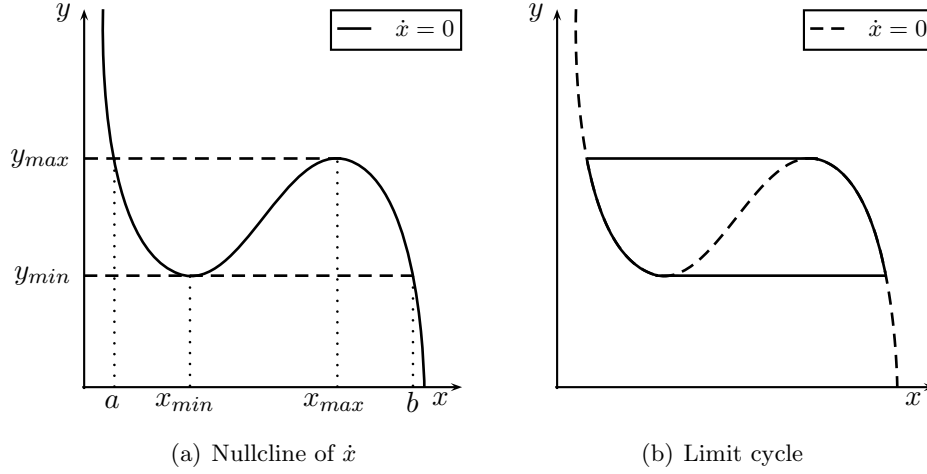 y
ẋ = 0
y
ẋ = 0
y_max
y_min
a x_min x_max b x
x
(a) Nullcline of ẋ
(b) Limit cycle